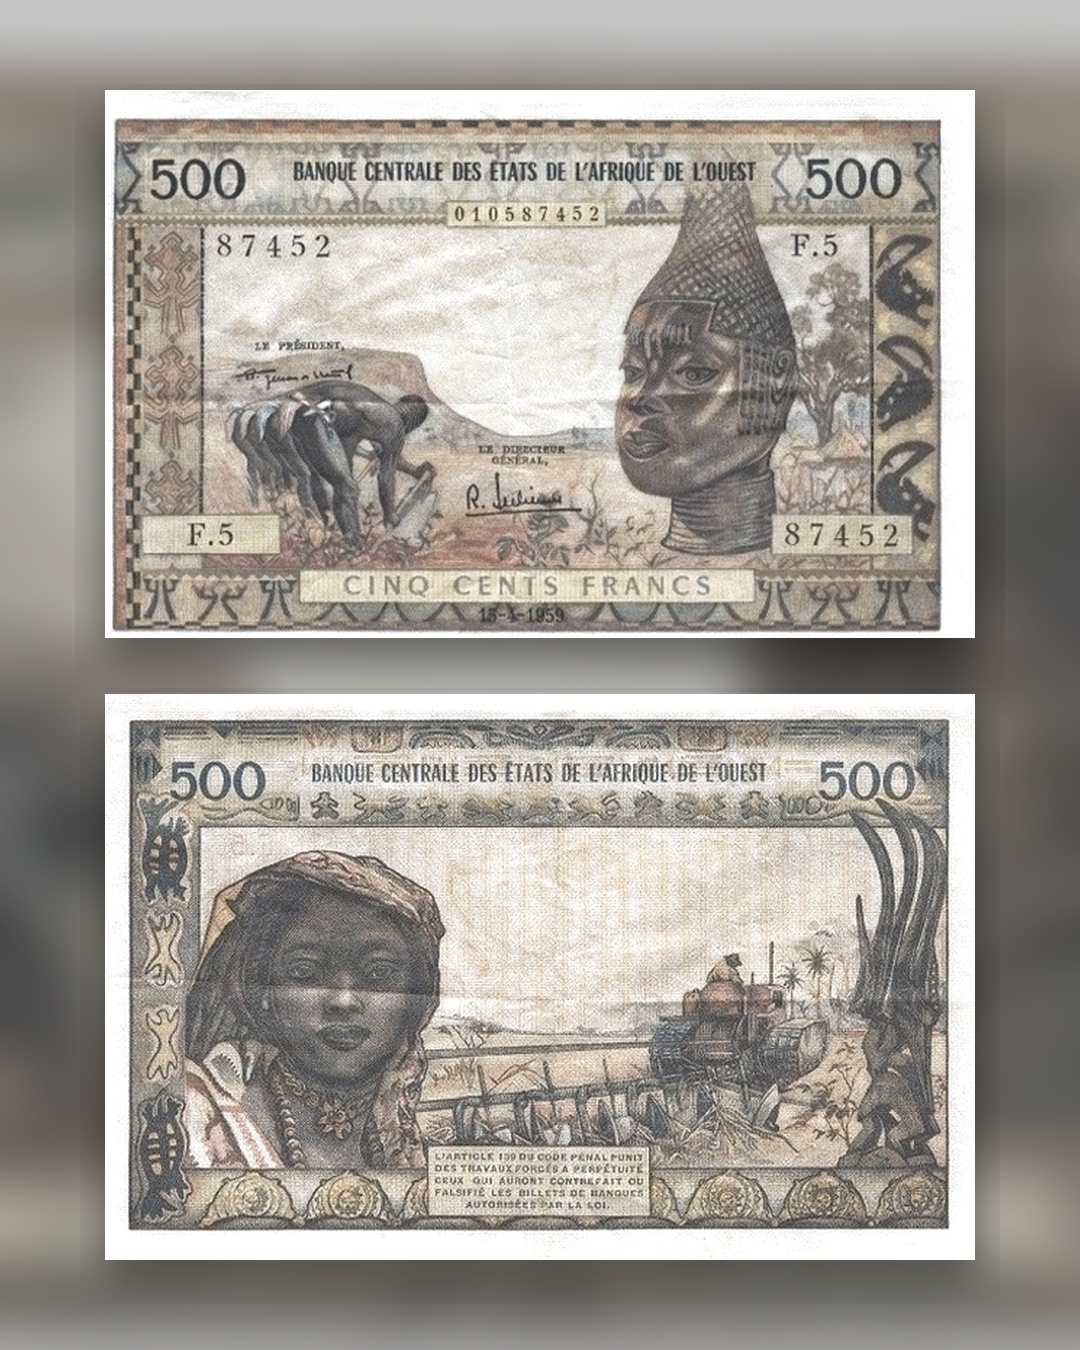 500 BANQUE CENTRALE DES ÉTATS DE L'AFRIQUE DE L'OUEST 500
010587452
87452 F.5
LE PRÉSIDENT,
LE DIRECTEUR
GÉNÉRAL,
F.5 87452
CINQ CENTS FRANCS
15-4-1959
500 BANQUE CENTRALE DES ÉTATS DE L'AFRIQUE DE L'OUEST 500
L'ARTICLE 139 DU CODE PÉNAL PUNIT
DES TRAVAUX FORCÉS À PERPÉTUITÉ
CEUX QUI AURONT CONTREFAIT OU
FALSIFIÉ LES BILLETS DE BANQUES
AUTORISÉES PAR LA LOI.